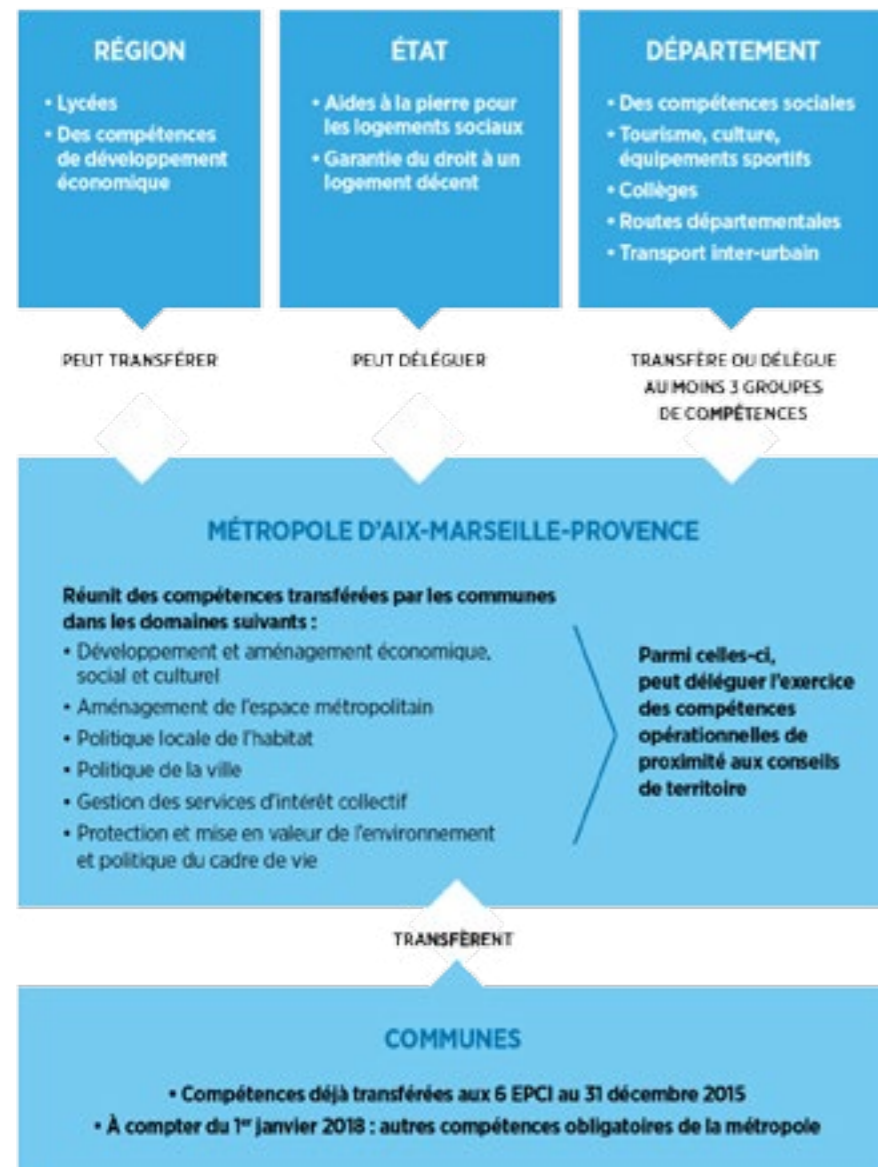 RÉGION
• Lycées
• Des compétences
de développement
économique
ÉTAT
• Aides à la pierre pour
les logements sociaux
• Garantie du droit à un
logement décent
DÉPARTEMENT
• Des compétences sociales
• Tourisme, culture,
équipements sportifs
• Collèges
• Routes départementales
• Transport inter-urbain
PEUT TRANSFÉRER
PEUT DÉLÉGUER
TRANSFÈRE OU DÉLÈGUE
AU MOINS 3 GROUPES
DE COMPÉTENCES
MÉTROPOLE D'AIX-MARSEILLE-PROVENCE
Réunit des compétences transférées par les communes
dans les domaines suivants :
• Développement et aménagement économique,
social et culturel
• Aménagement de l'espace métropolitain
• Politique locale de l'habitat
• Politique de la ville
• Gestion des services d'intérêt collectif
• Protection et mise en valeur de l'environnement
et politique du cadre de vie
Parmi celles-ci,
peut déléguer l'exercice
des compétences
opérationnelles de
proximité aux conseils
de territoire
TRANSFÈRENT
COMMUNES
• Compétences déjà transférées aux 6 EPCI au 31 décembre 2015
• À compter du 1er janvier 2018 : autres compétences obligatoires de la métropole